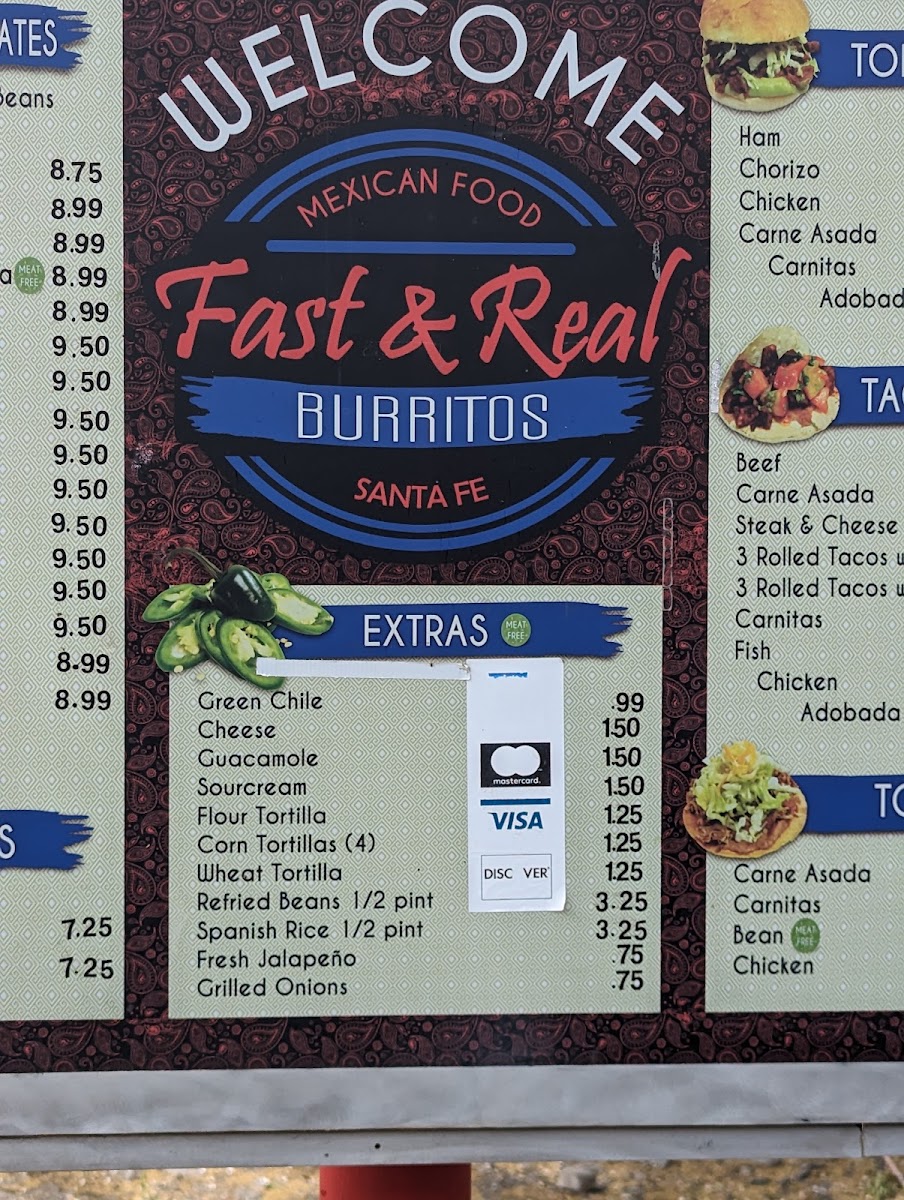 ATES
Beans
8.75
8.99
8.99
a MEAT FREE 8.99
8.99
9.50
9.50
9.50
9.50
9.50
9.50
9.50
9.50
9.50
8.99
8.99
S
7.25
7.25
WELCOME
MEXICAN FOOD
Fast & Real
BURRITOS
SANTA FE
EXTRAS MEAT FREE
Green Chile .99
Cheese 1.50
Guacamole 1.50
Sourcream 1.50
Flour Tortilla 1.25
Corn Tortillas (4) 1.25
Wheat Tortilla 1.25
Refried Beans 1/2 pint 3.25
Spanish Rice 1/2 pint 3.25
Fresh Jalapeño .75
Grilled Onions .75
mastercard.
VISA
DISC VER
TO
Ham
Chorizo
Chicken
Carne Asada
Carnitas
Adobad
TA
Beef
Carne Asada
Steak & Cheese
3 Rolled Tacos w
3 Rolled Tacos w
Carnitas
Fish
Chicken
Adobada
TO
Carne Asada
Carnitas
Bean MEAT FREE
Chicken